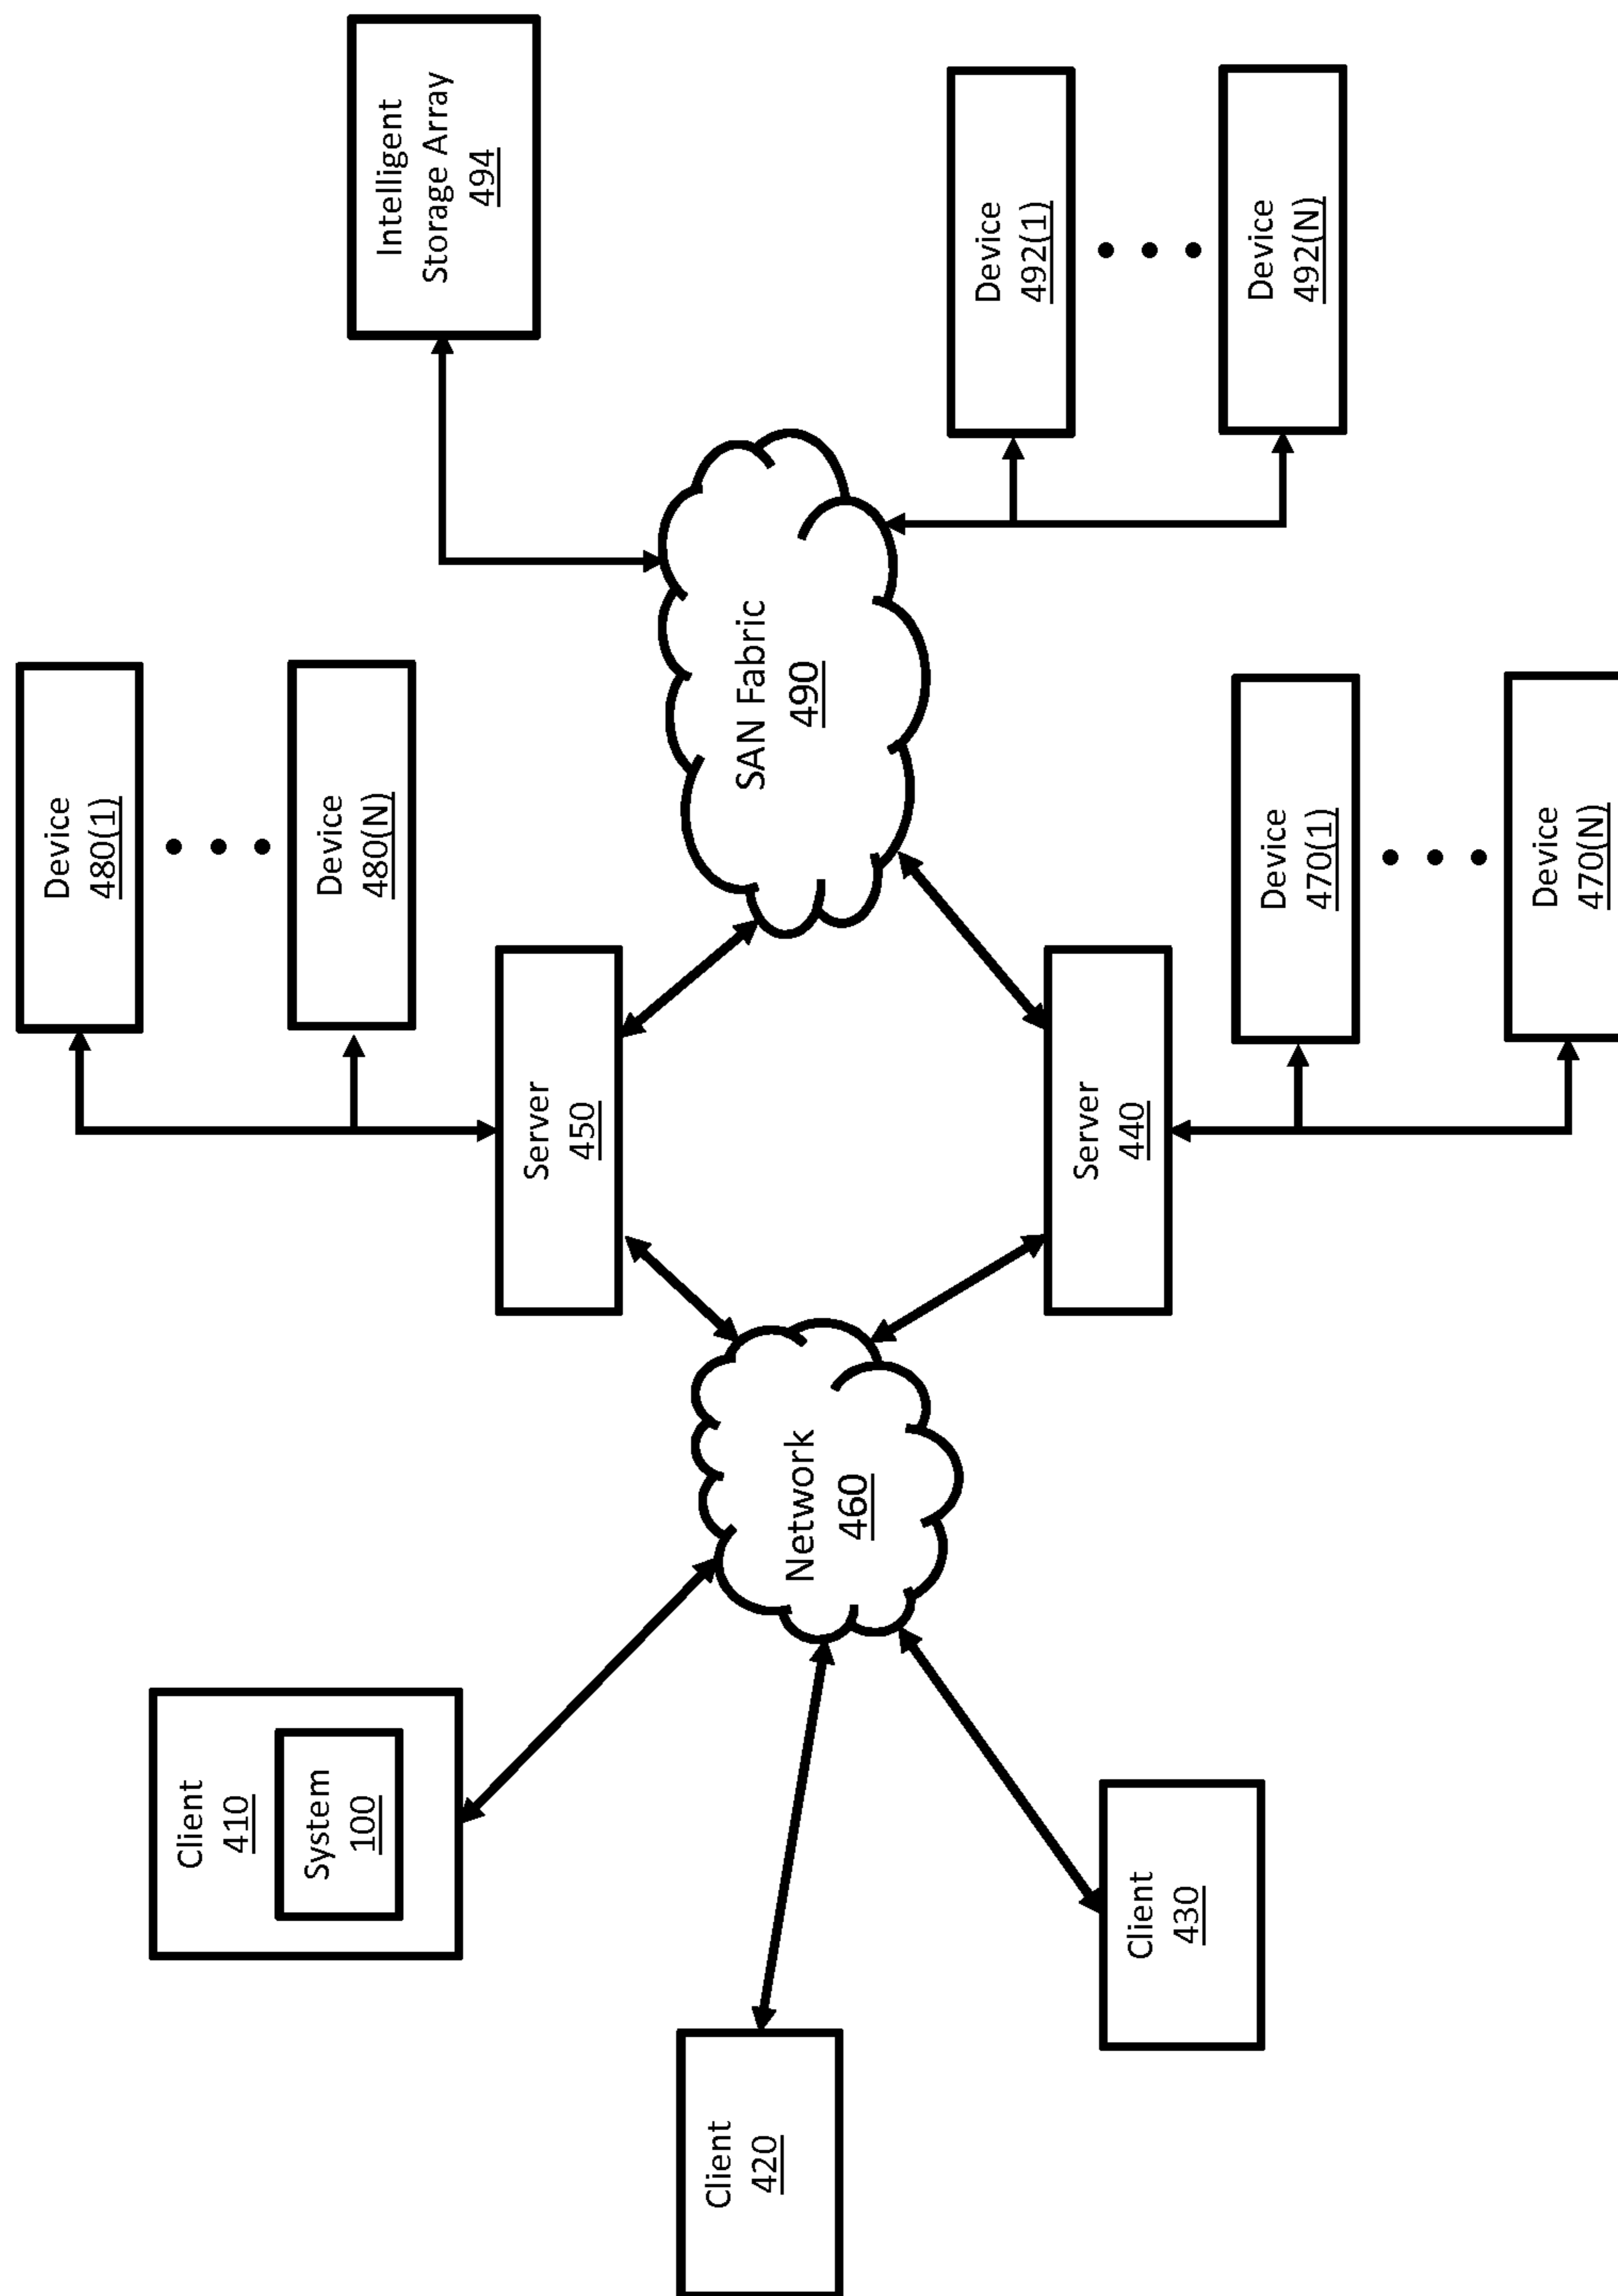 Client
410
System
100
Client
420
Client
430
Network
460
Server
450
Server
440
Device
480(1)
Device
480(N)
Device
470(1)
Device
470(N)
SAN Fabric
490
Intelligent
Storage Array
494
Device
492(1)
Device
492(N)